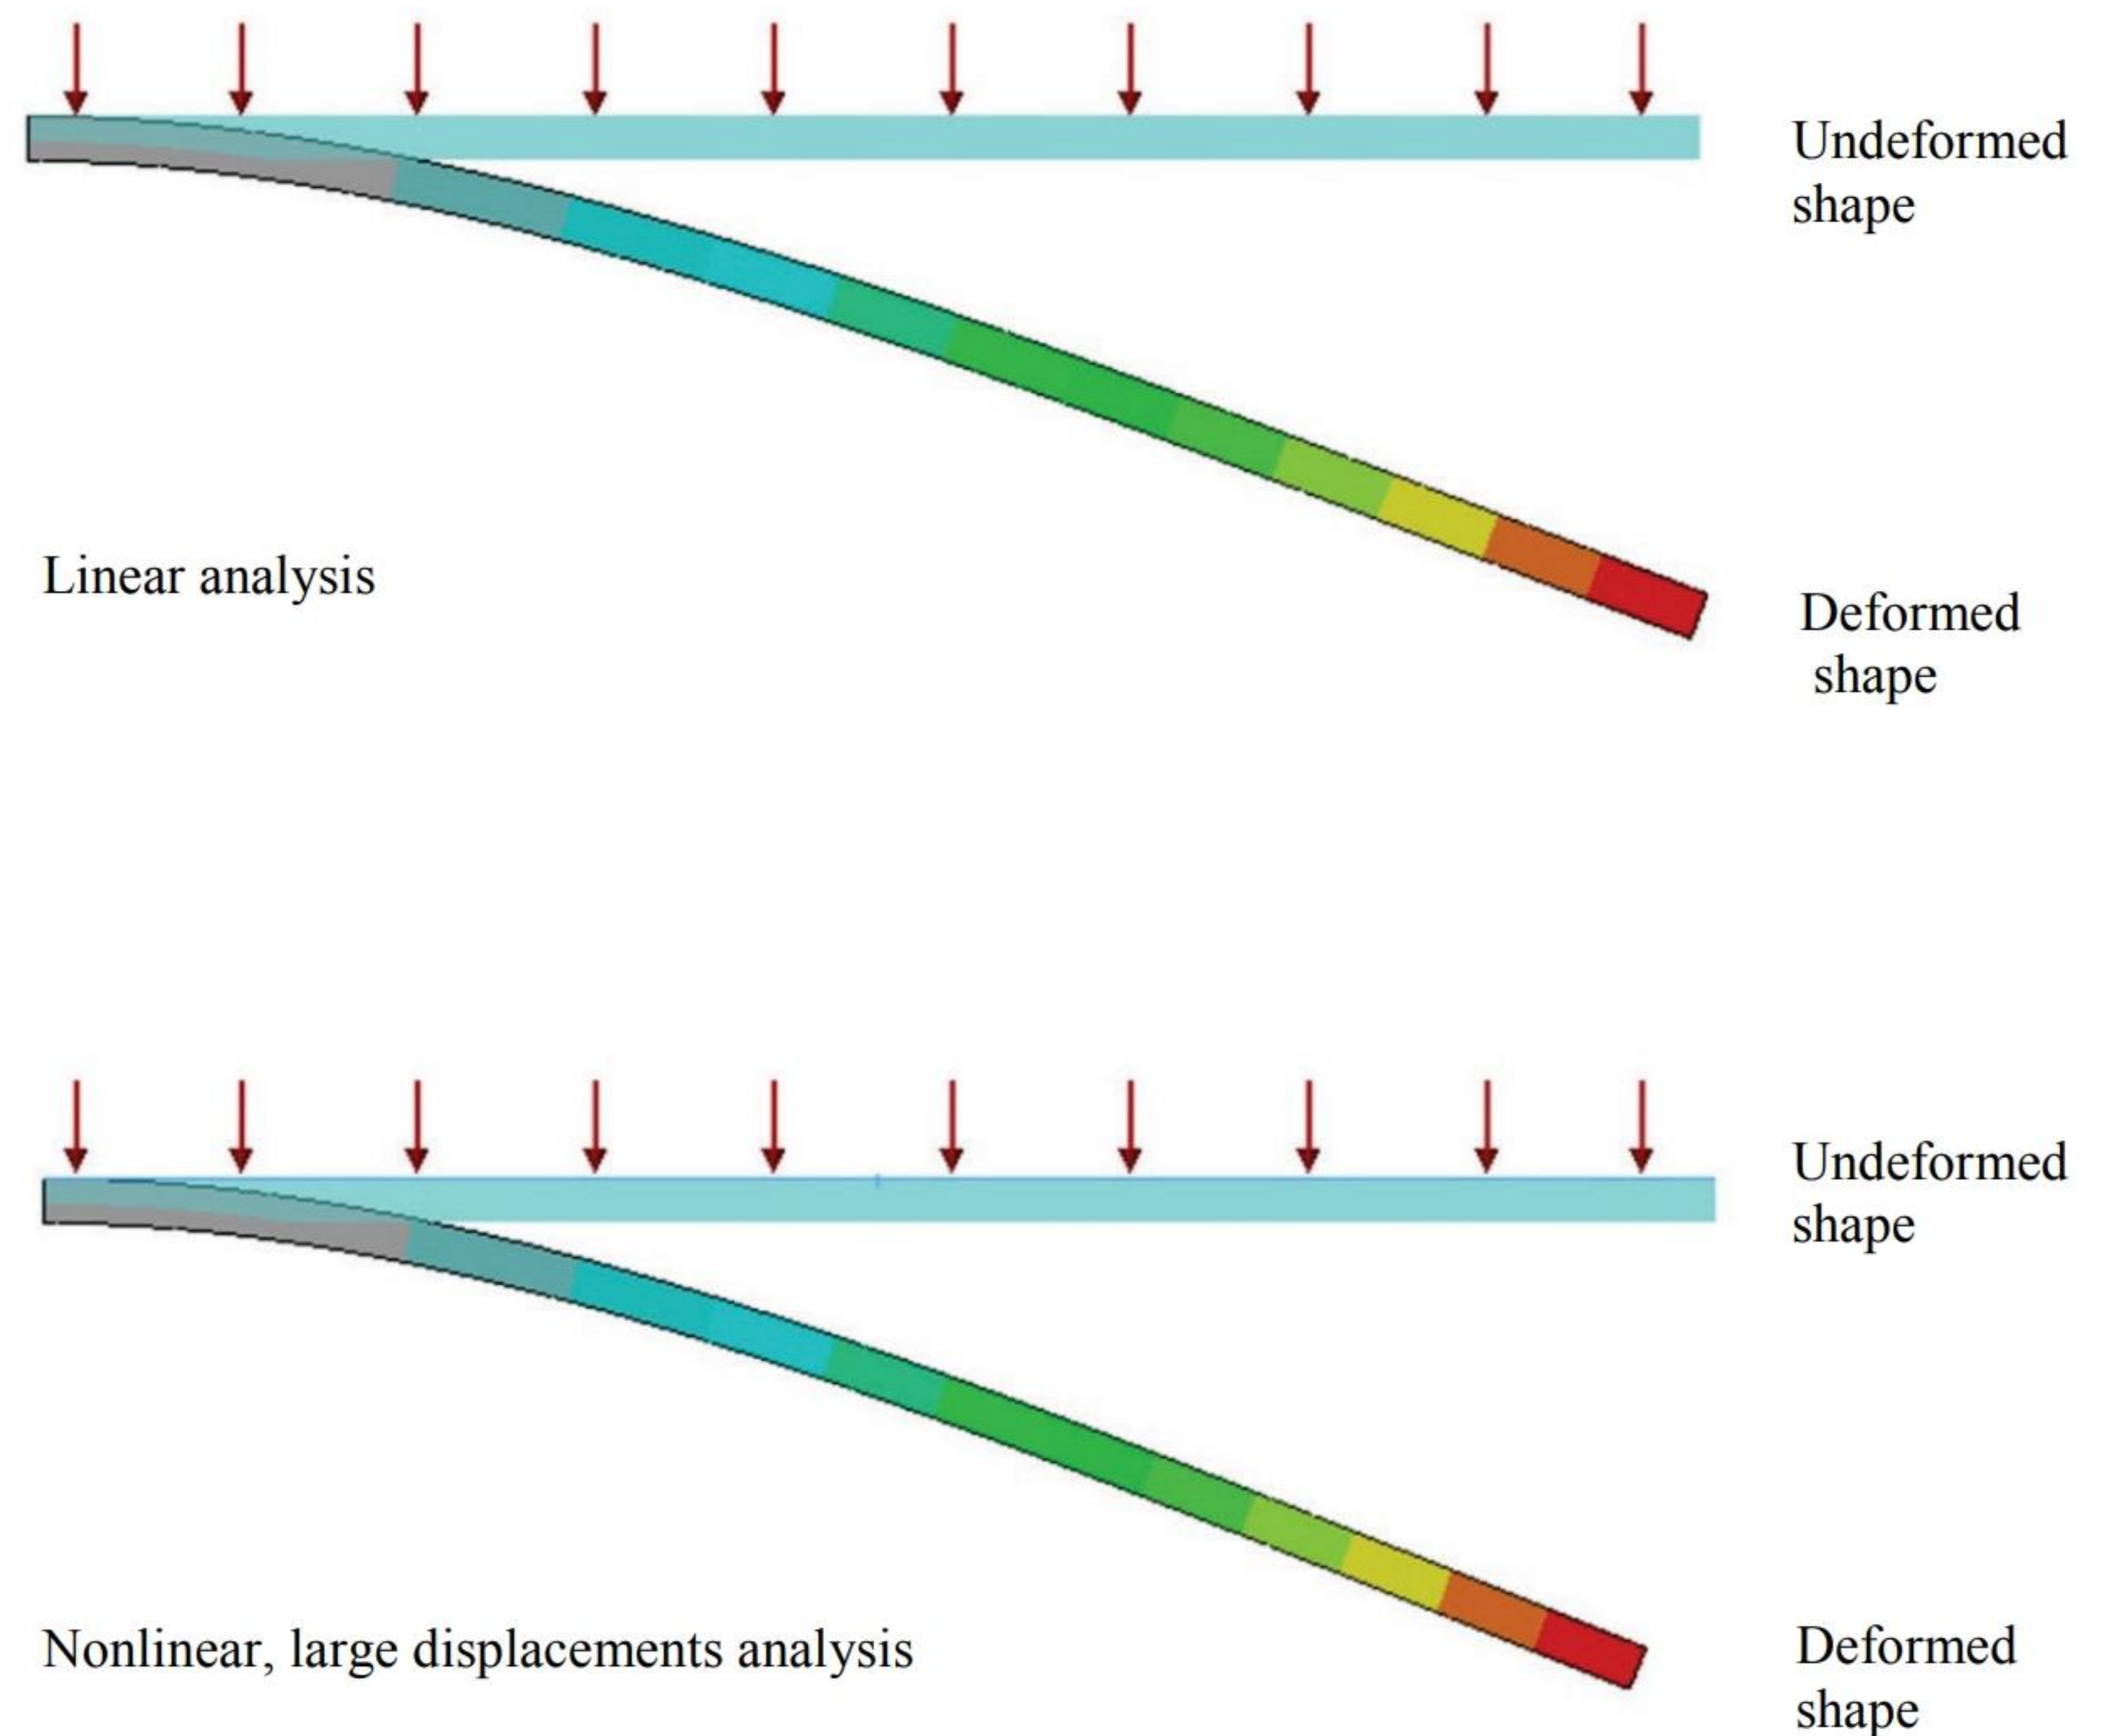 Undeformed
shape
Linear analysis
Deformed
shape
Undeformed
shape
Nonlinear, large displacements analysis
Deformed
shape